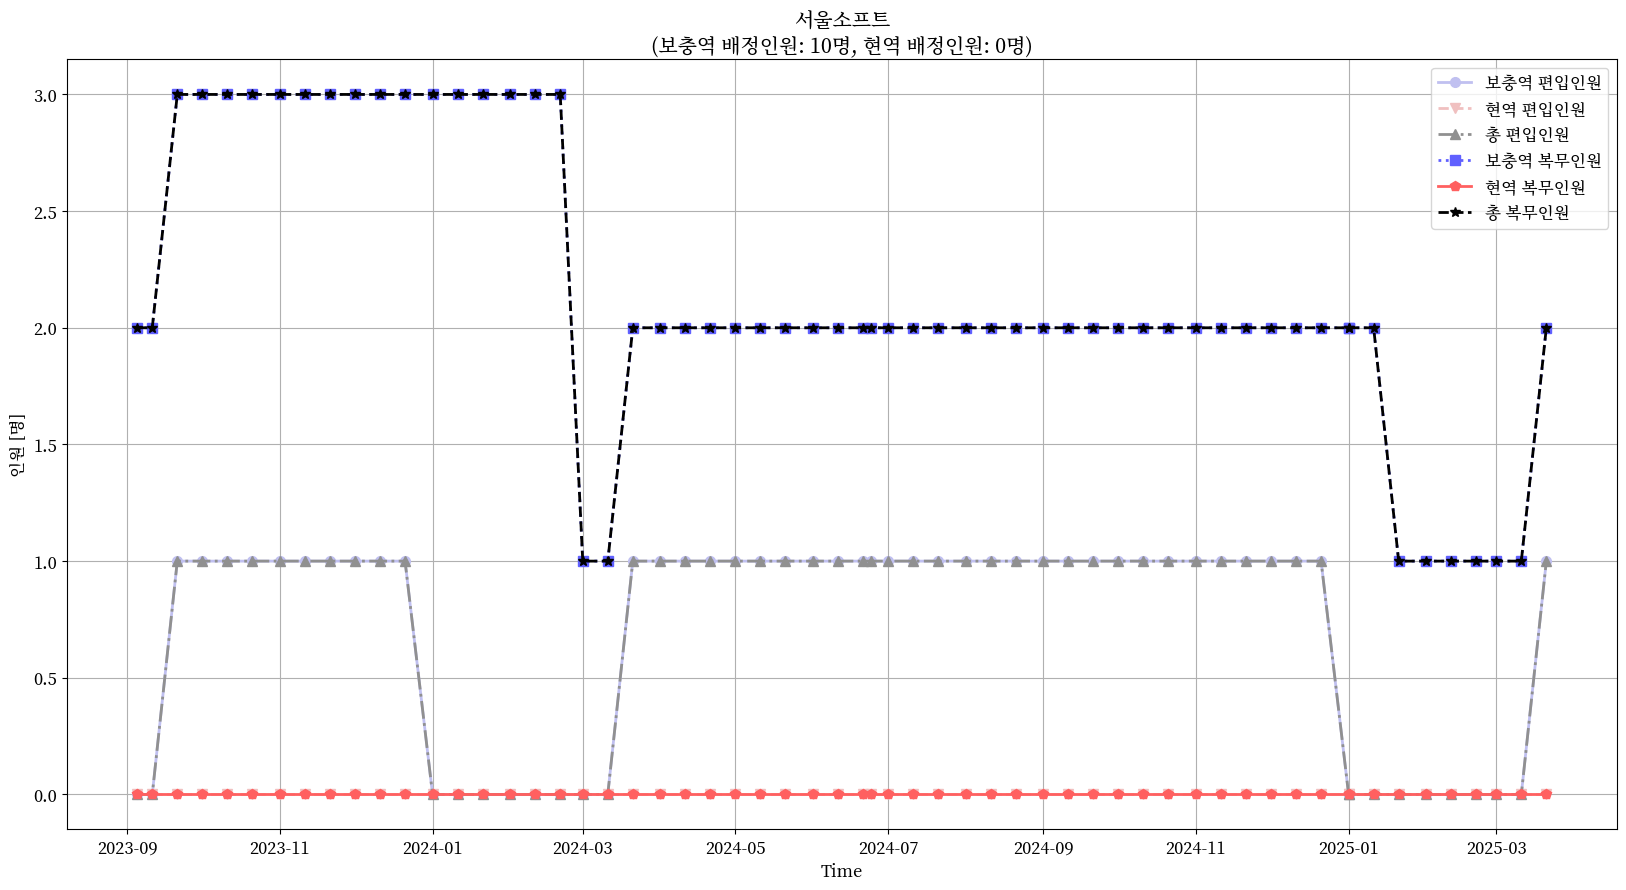 서울소프트
(보충역 배정인원: 10명, 현역 배정인원: 0명)
보충역 편입인원
현역 편입인원
총 편입인원
보충역 복무인원
현역 복무인원
총 복무인원
인원 [명]
3.0
2.5
2.0
1.5
1.0
0.5
0.0
2023-09
2023-11
2024-01
2024-03
2024-05
2024-07
2024-09
2024-11
2025-01
2025-03
Time